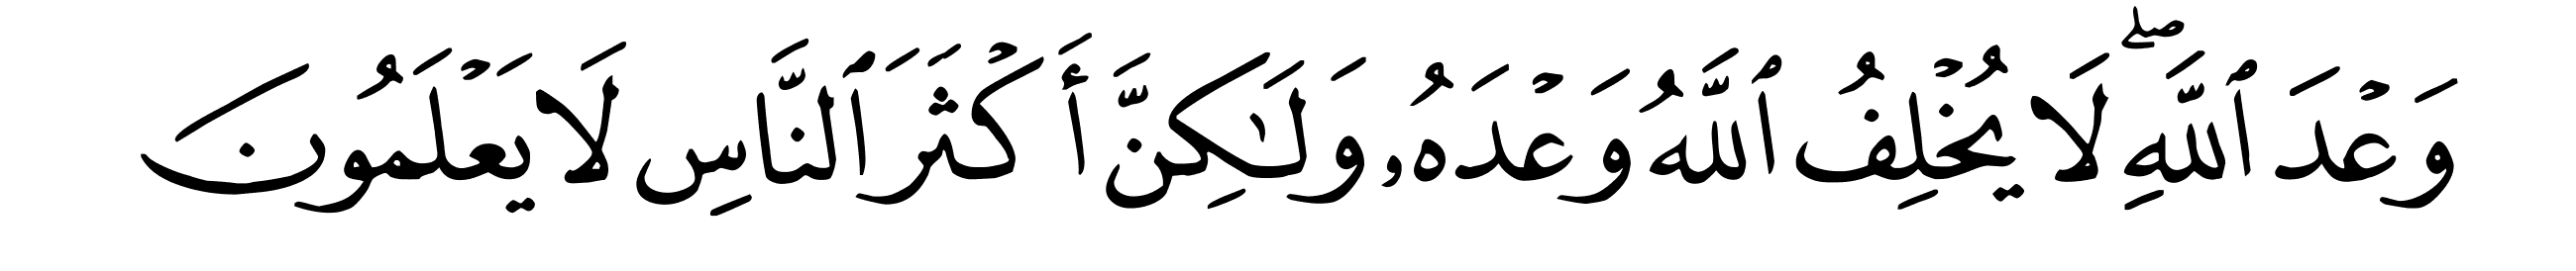 وَعْدَ ٱللَّهِ ۖ لَا يُخْلِفُ ٱللَّهُ وَعْدَهُۥ وَلَـٰكِنَّ أَكْثَرَ ٱلنَّاسِ لَا يَعْلَمُونَ